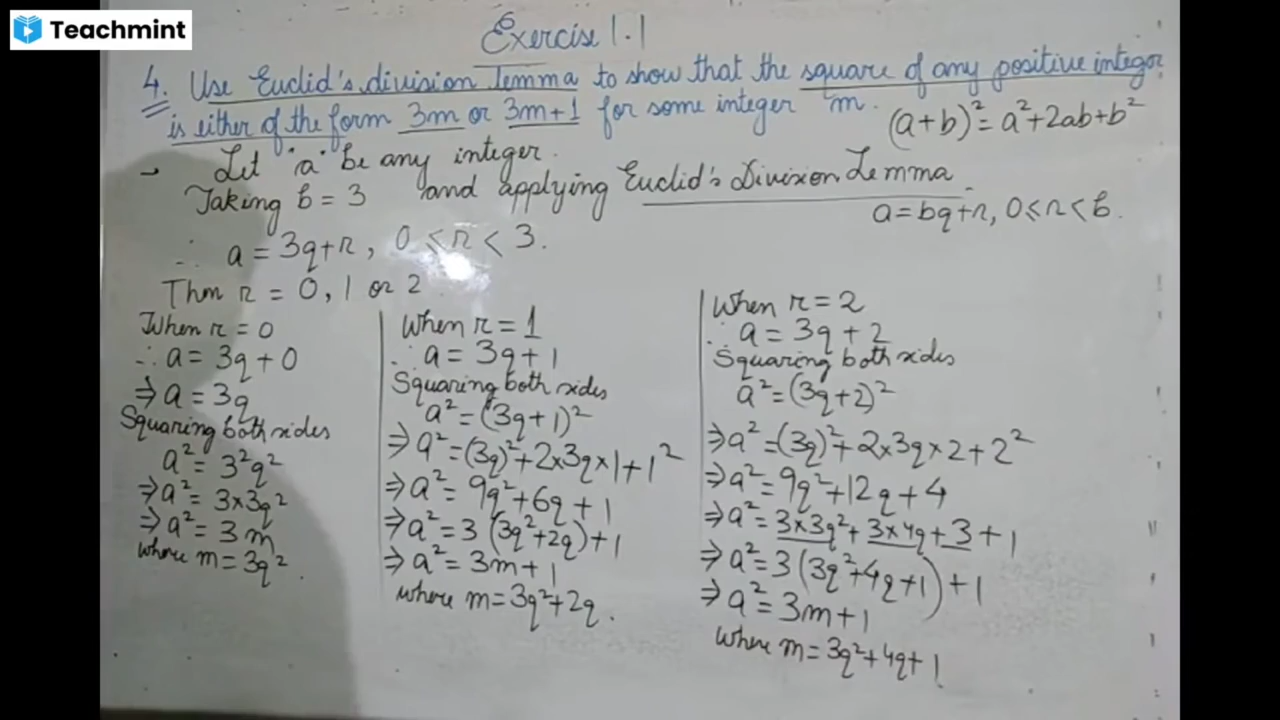 Teachmint
Exercise 1.1
4. Use Euclid's division lemma to show that the square of any positive integer
is either of the form 3m or 3m+1 for some integer m.
(a+b)² = a²+2ab+b²
Let 'a' be any integer.
Taking b = 3 and applying Euclid's Division Lemma
a = bq+r, 0≤r<b.
∴ a = 3q+r, 0≤r<3.
Then r = 0, 1 or 2
When r = 0
∴ a = 3q+0
⇒ a = 3q
Squaring both sides
a² = 3²q²
⇒ a² = 3×3q²
⇒ a² = 3m
where m = 3q².
When r = 1
∴ a = 3q+1
Squaring both sides
a² = (3q+1)²
⇒ a² = (3q)²+2×3q×1+1²
⇒ a² = 9q²+6q+1
⇒ a² = 3(3q²+2q)+1
⇒ a² = 3m+1
where m = 3q²+2q.
When r = 2
∴ a = 3q+2
Squaring both sides
a² = (3q+2)²
⇒ a² = (3q)²+2×3q×2+2²
⇒ a² = 9q²+12q+4
⇒ a² = 3×3q²+3×4q+3+1
⇒ a² = 3(3q²+4q+1)+1
⇒ a² = 3m+1
where m = 3q²+4q+1